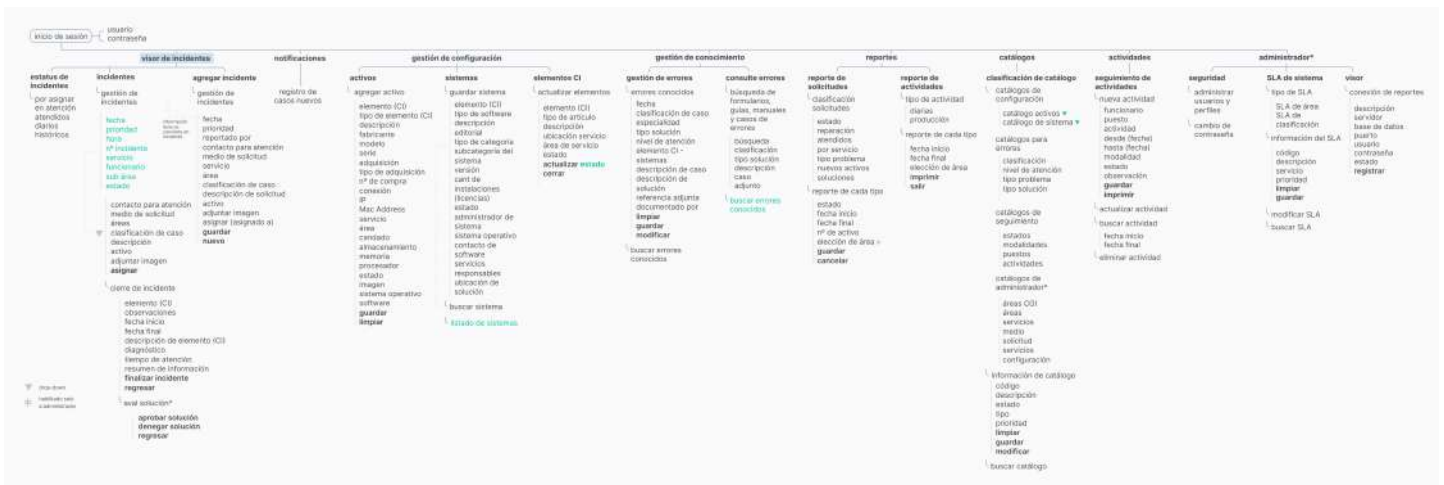 inicio de sesión
usuario
contraseña
visor de incidentes
estatus de
incidentes
por asignar
en atención
atendidos
diarios
históricos
incidentes
gestión de
incidentes
fecha
prioridad
hora
nº incidente
servicio
funcionario
sub área
estado
contacto para atención
medio de solicitud
áreas
clasificación de caso
descripción
activo
adjuntar imagen
asignar
cierre de incidente
elemento (CI)
observaciones
fecha inicio
fecha final
descripción de elemento (CI)
diagnóstico
tiempo de atención
resumen de información
finalizar incidente
regresar
eval solución*
aprobar solución
denegar solución
regresar
agregar incidente
gestión de
incidentes
fecha
prioridad
reportado por
contacto para atención
medio de solicitud
servicio
área
clasificación de caso
descripción de solicitud
activo
adjuntar imagen
asignar (asignado a)
guardar
nuevo
notificaciones
registro de
casos nuevos
gestión de configuración
activos
agregar activo
elemento (CI)
tipo de elemento (CI)
descripción
fabricante
modelo
serie
adquisición
tipo de adquisición
nº de compra
conexión
IP
Mac Address
servicio
área
candado
almacenamiento
memoria
procesador
estado
imagen
sistema operativo
software
guardar
limpiar
sistemas
guardar sistema
elemento (CI)
tipo de software
descripción
editorial
tipo de categoría
subcategoría del
sistema
versión
cant de
instalaciones
(licencias)
estado
administrador de
sistema
sistema operativo
contacto de
software
servicios
responsables
ubicación de
solución
buscar sistema
listado de sistemas
elementos CI
actualizar elementos
elemento (CI)
tipo de artículo
descripción
ubicación servicio
área de servicio
estado
actualizar estado
cerrar
gestión de conocimiento
gestión de errores
errores conocidos
fecha
clasificación de caso
especialidad
tipo solución
nivel de atención
elemento CI -
sistemas
descripción de caso
descripción de
solución
referencia adjunta
documentado por
limpiar
guardar
modificar
buscar errores
conocidos
consulte errores
búsqueda de
formularios,
guías, manuales
y casos de
errores
búsqueda
clasificación
tipo solución
descripción
caso
adjunto
buscar errores
conocidos
reportes
reporte de
solicitudes
clasificación
solicitudes
estado
reparación
atendidos
por servicio
tipo problema
nuevos activos
soluciones
reporte de cada tipo
estado
fecha inicio
fecha final
nº de activo
elección de área
guardar
cancelar
reporte de
actividades
tipo de actividad
diarias
producción
reporte de cada tipo
fecha inicio
fecha final
elección de área
imprimir
salir
catálogos
clasificación de catálogo
catálogos de
configuración
catálogo activos
catálogo de sistema
catálogos para
errores
clasificación
nivel de atención
tipo problema
tipo solución
catálogos de
seguimiento
estados
modalidades
puestos
actividades
catálogos de
administrador*
áreas CGI
áreas
servicios
medio
solicitud
servicios
configuración
información de catálogo
código
descripción
estado
tipo
prioridad
limpiar
guardar
modificar
buscar catálogo
actividades
seguimiento de
actividades
nueva actividad
funcionario
puesto
actividad
desde (fecha)
hasta (fecha)
modalidad
estado
observación
guardar
imprimir
actualizar actividad
buscar actividad
fecha inicio
fecha final
eliminar actividad
administrador*
seguridad
administrar
usuarios y
perfiles
cambio de
contraseña
SLA de sistema
tipo de SLA
SLA de área
SLA de
clasificación
información del SLA
código
descripción
servicio
prioridad
limpiar
guardar
modificar SLA
buscar SLA
visor
conexión de reportes
descripción
servidor
base de datos
puerto
usuario
contraseña
estado
registrar
drop down
habilitado solo